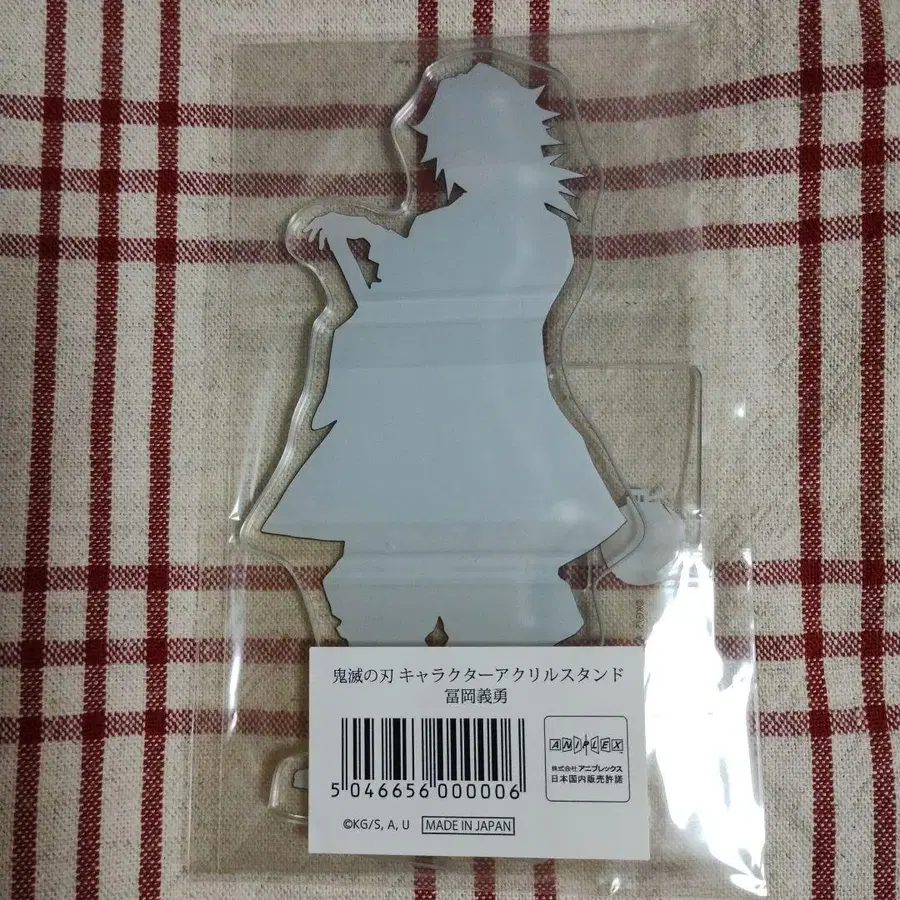 鬼滅の刃 キャラクターアクリルスタンド
冨岡義勇
5 046656 000006
ANIPLEX
株式会社アニプレックス
日本国内販売許諾
©KG/S, A, U
MADE IN JAPAN